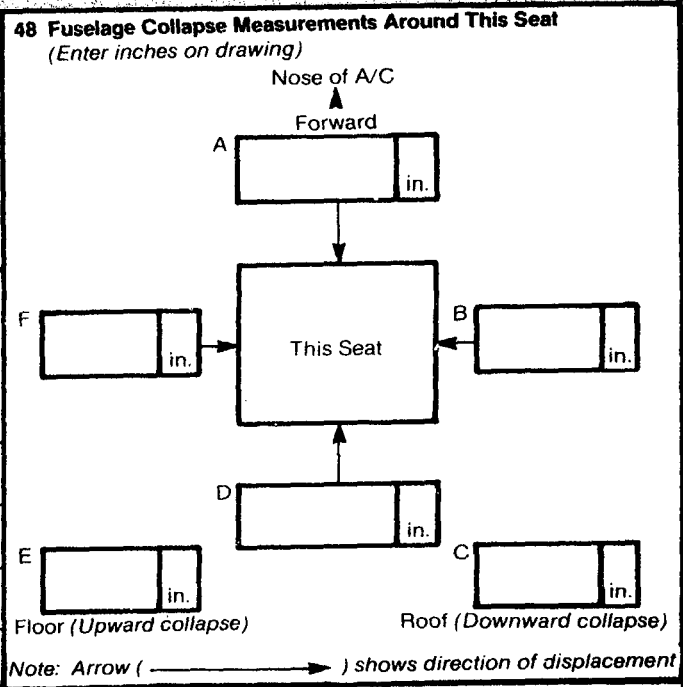 48 Fuselage Collapse Measurements Around This Seat
(Enter inches on drawing)
Nose of A/C
Forward
A
in.
F
in.
This Seat
B
in.
D
in.
E
in.
C
in.
Floor (Upward collapse)
Roof (Downward collapse)
Note: Arrow ( ) shows direction of displacement